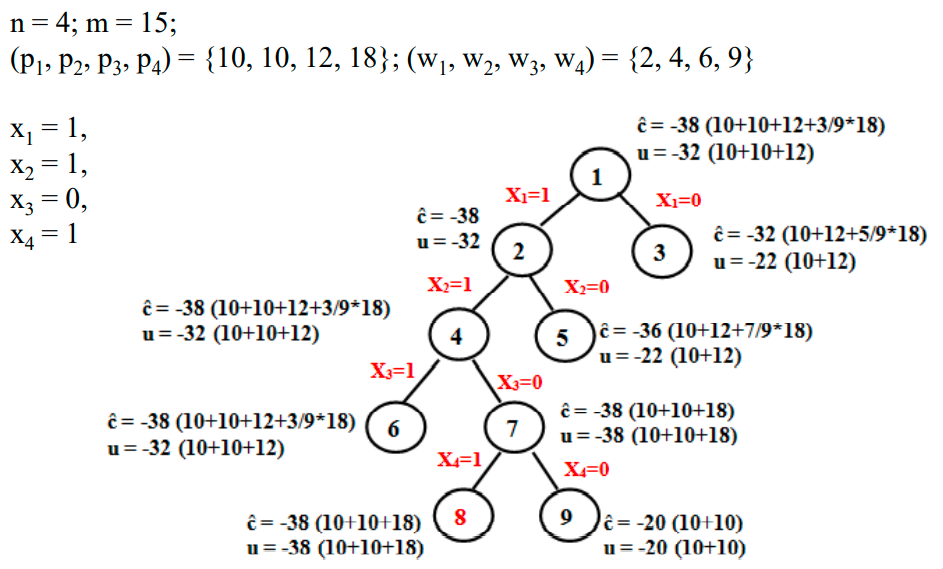 n = 4; m = 15;
(p₁, p₂, p₃, p₄) = {10, 10, 12, 18}; (w₁, w₂, w₃, w₄) = {2, 4, 6, 9}
x₁ = 1,
x₂ = 1,
x₃ = 0,
x₄ = 1
ĉ = -38 (10+10+12+3/9*18)
u = -32 (10+10+12)
1
X₁=1
X₁=0
ĉ = -38
u = -32
2
3
ĉ = -32 (10+12+5/9*18)
u = -22 (10+12)
X₂=1
X₂=0
ĉ = -38 (10+10+12+3/9*18)
u = -32 (10+10+12)
4
5
ĉ = -36 (10+12+7/9*18)
u = -22 (10+12)
X₃=1
X₃=0
ĉ = -38 (10+10+12+3/9*18)
u = -32 (10+10+12)
6
7
ĉ = -38 (10+10+18)
u = -38 (10+10+18)
X₄=1
X₄=0
ĉ = -38 (10+10+18)
u = -38 (10+10+18)
8
9
ĉ = -20 (10+10)
u = -20 (10+10)